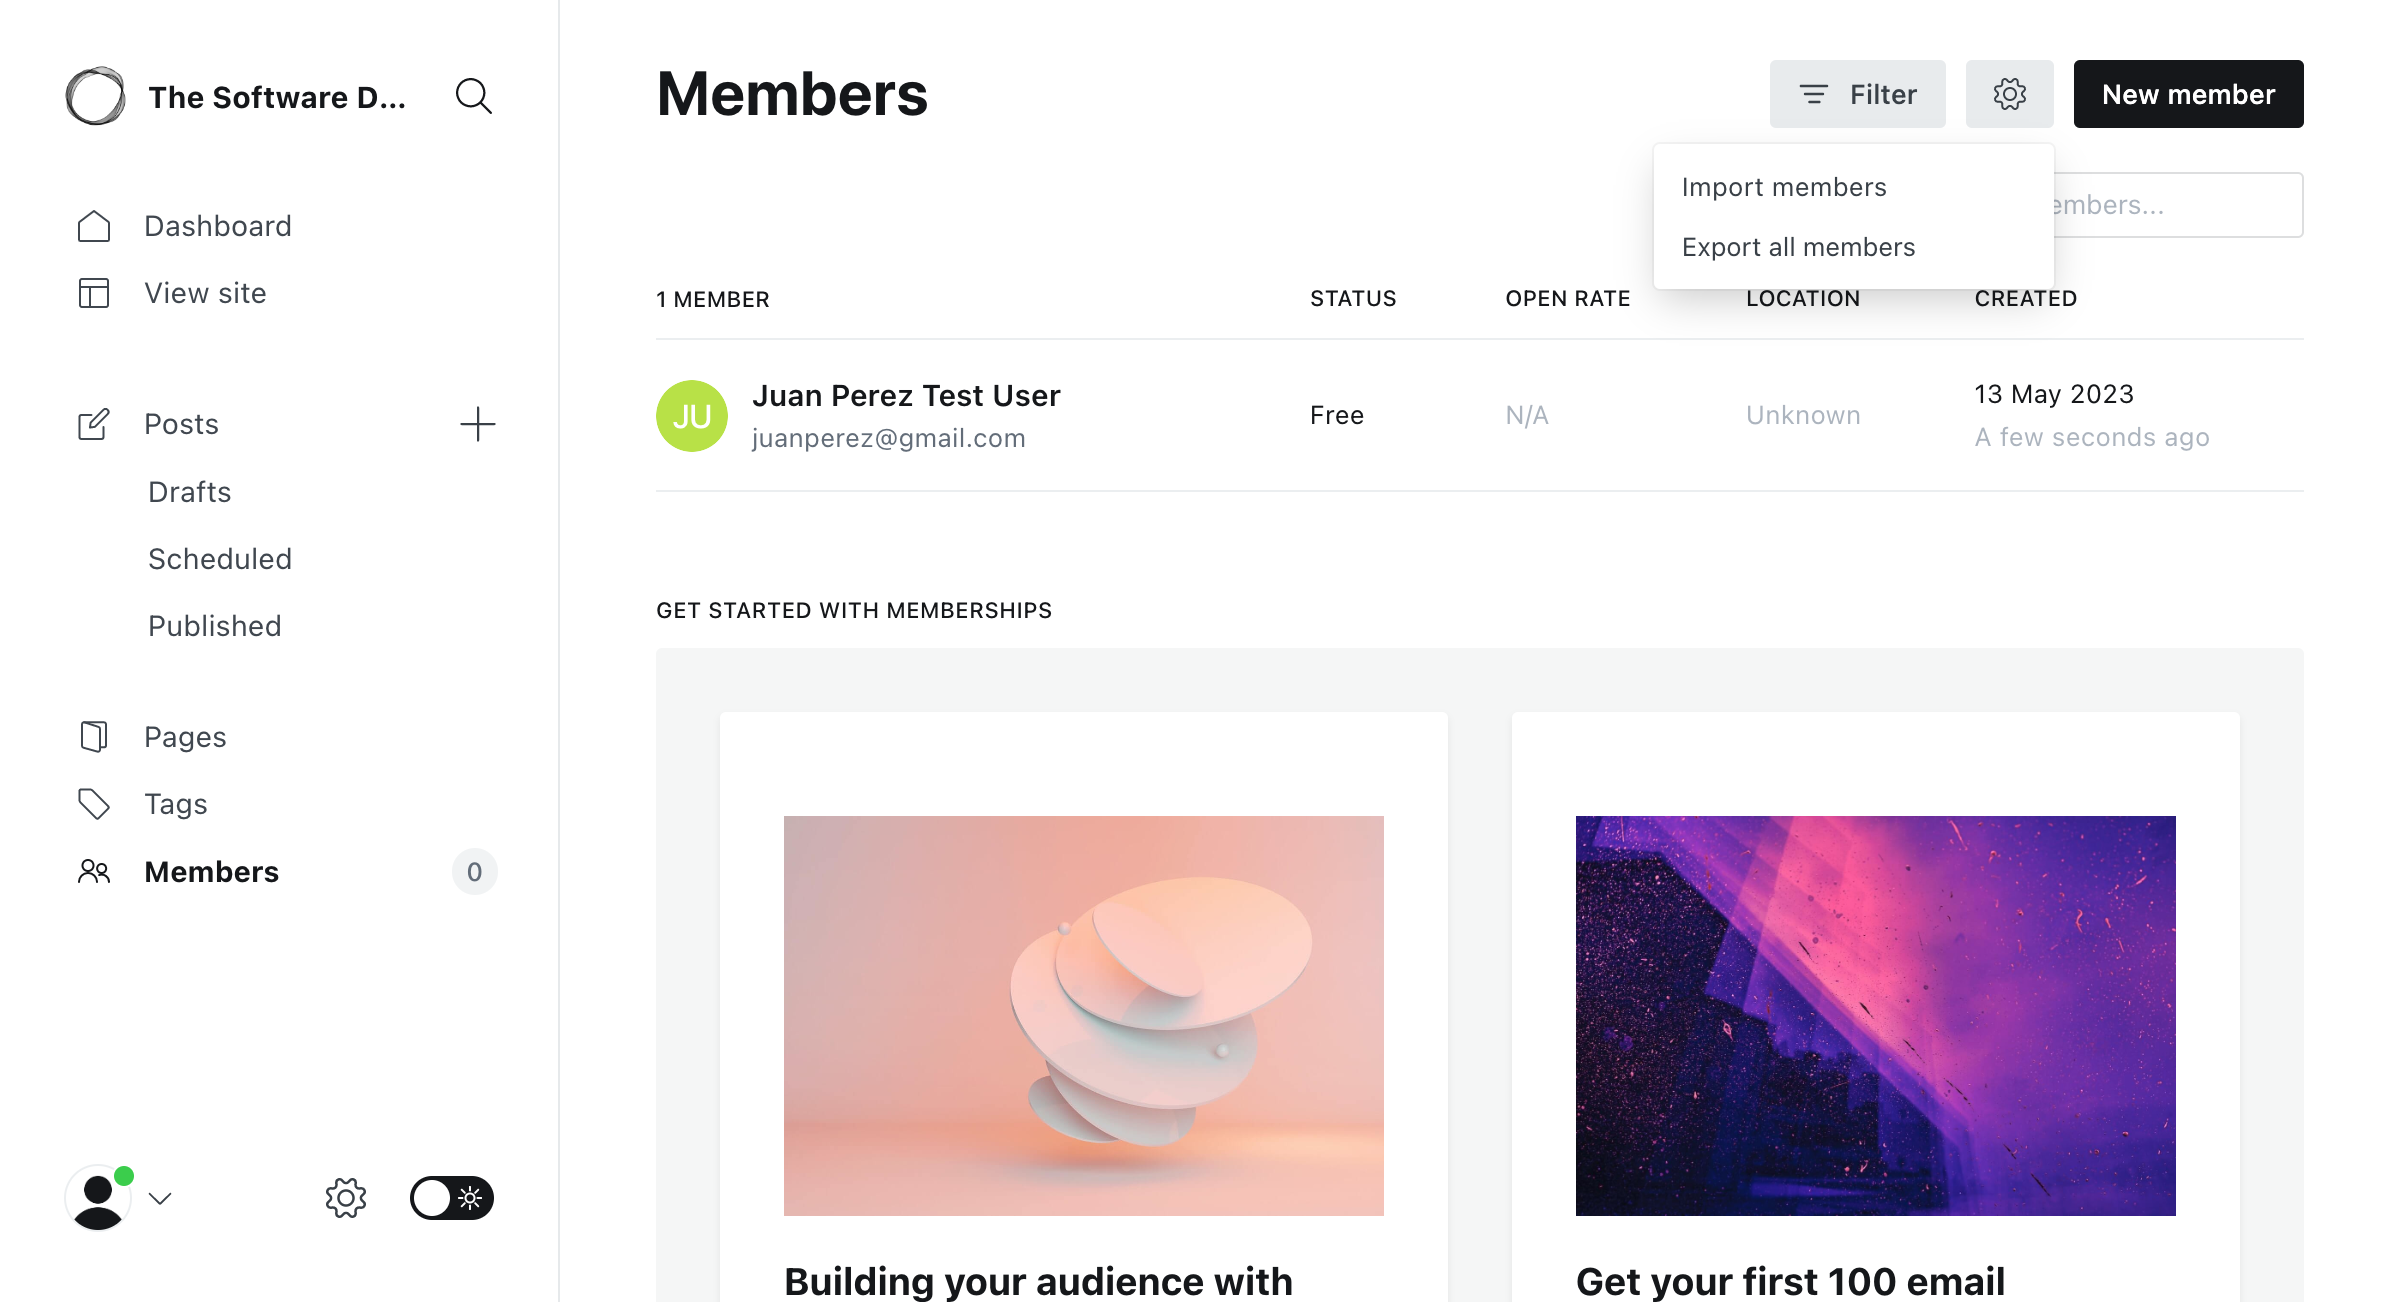 The Software D...
Dashboard
View site
Posts
Drafts
Scheduled
Published
Pages
Tags
Members
0
Members
Filter
New member
Import members
Export all members
embers...
1 MEMBER
STATUS
OPEN RATE
LOCATION
CREATED
JU
Juan Perez Test User
juanperez@gmail.com
Free
N/A
Unknown
13 May 2023
A few seconds ago
GET STARTED WITH MEMBERSHIPS
Building your audience with
Get your first 100 email